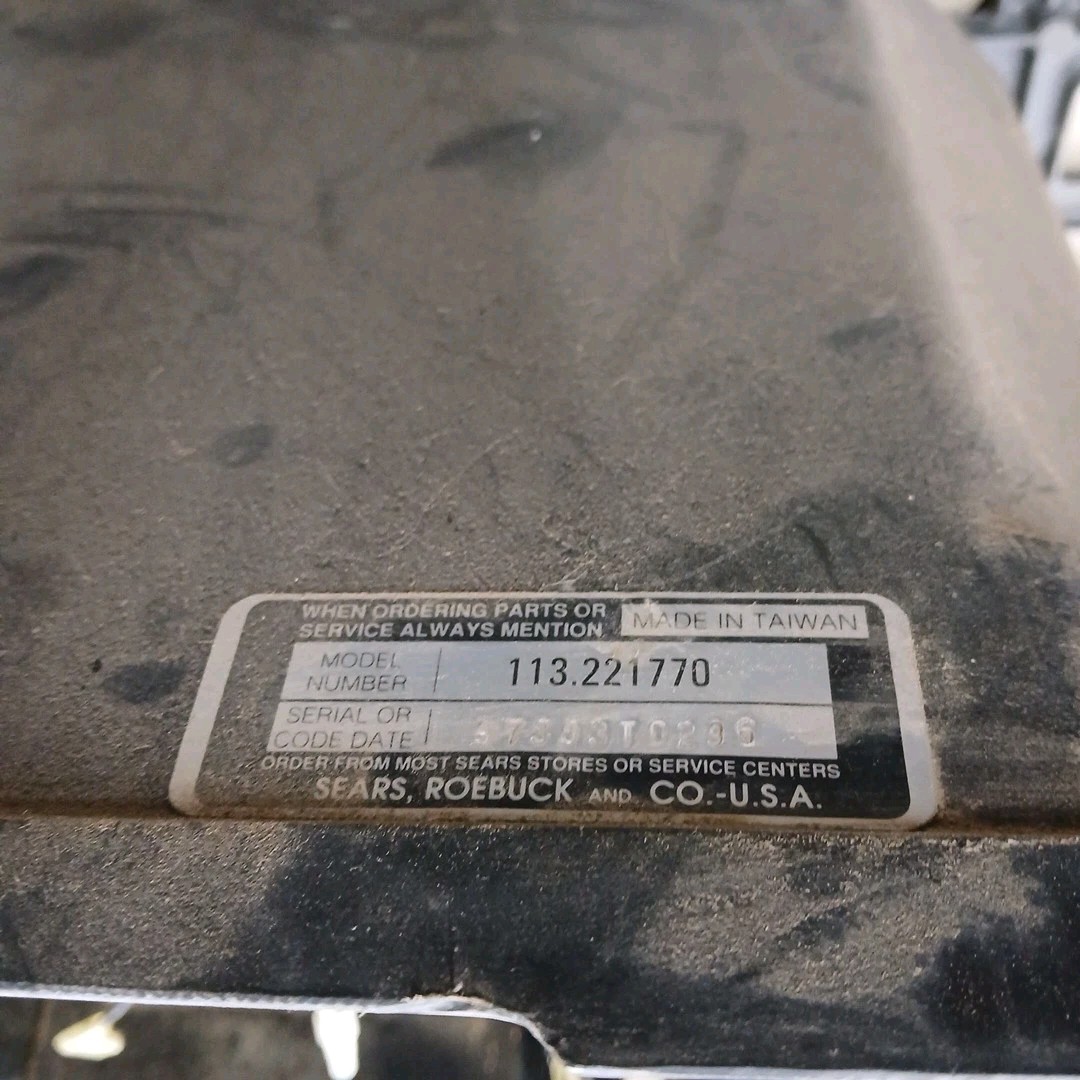 WHEN ORDERING PARTS OR
SERVICE ALWAYS MENTION
MADE IN TAIWAN
MODEL
NUMBER
113.221770
SERIAL OR
CODE DATE
ORDER FROM MOST SEARS STORES OR SERVICE CENTERS
SEARS, ROEBUCK AND CO.-U.S.A.